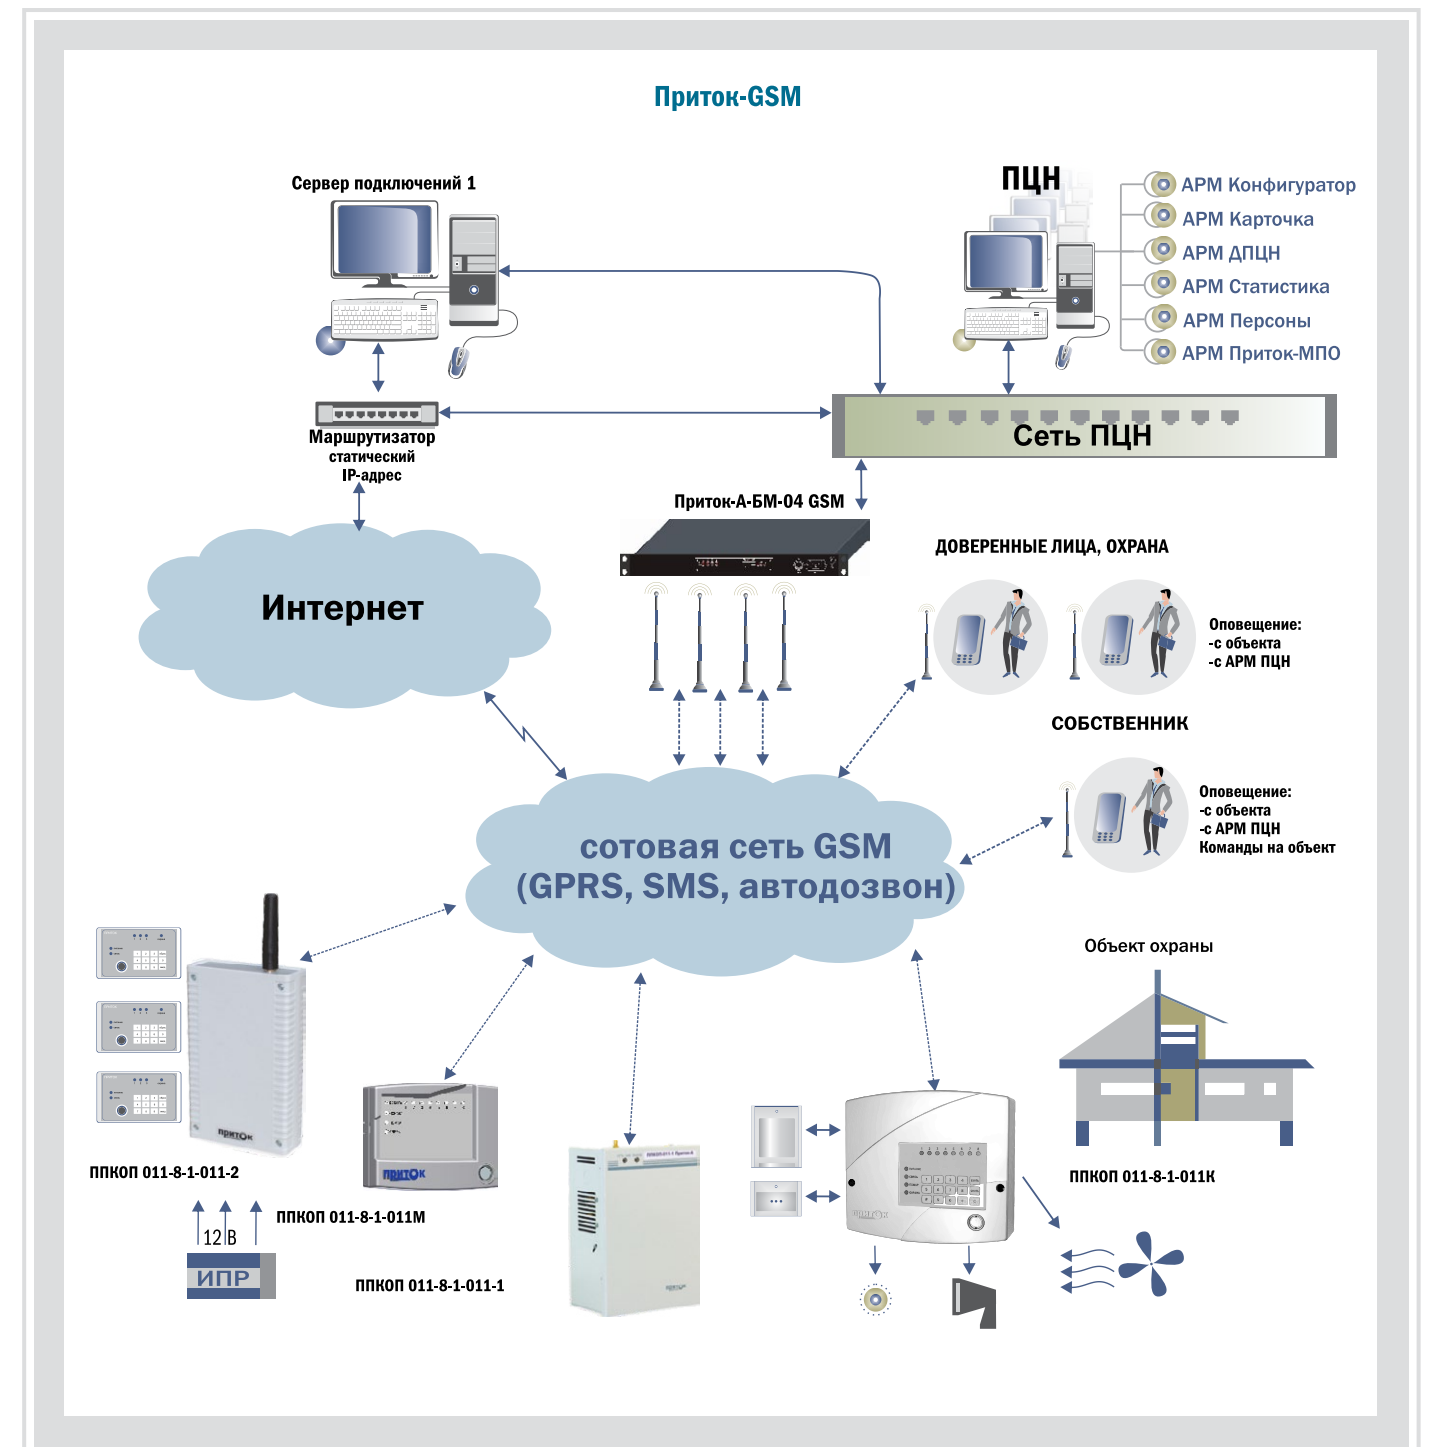 Приток-GSM
Сервер подключений 1
ПЦН
АРМ Конфигуратор
АРМ Карточка
АРМ ДПЦН
АРМ Статистика
АРМ Персоны
АРМ Приток-МПО
Маршрутизатор
статический
IP-адрес
Сеть ПЦН
Приток-А-БМ-04 GSM
Интернет
ДОВЕРЕННЫЕ ЛИЦА, ОХРАНА
Оповещение:
-с объекта
-с АРМ ПЦН
СОБСТВЕННИК
Оповещение:
-с объекта
-с АРМ ПЦН
Команды на объект
сотовая сеть GSM
(GPRS, SMS, автодозвон)
Объект охраны
ПРИТОК
ППКОП 011-8-1-011-2
ПРИТОК
ППКОП 011-8-1-011М
12 В
ИПР
ППКОП 011-8-1-011-1
ПРИТОК
ПРИТОК
ППКОП 011-8-1-011К